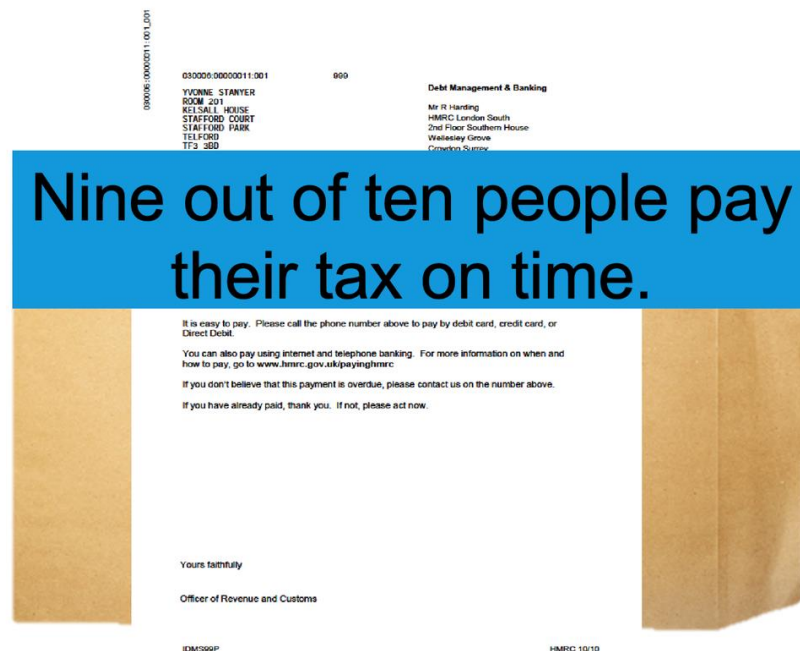 030006:00000011:001_001
030006:00000011:001 999
YVONNE STANYER
ROOM 201
KELSALL HOUSE
STAFFORD COURT
STAFFORD PARK
TELFORD
TF3 3BD
Debt Management & Banking
Mr R Harding
HMRC London South
2nd Floor Southern House
Wellesley Grove
Croydon Surrey
Nine out of ten people pay
their tax on time.
It is easy to pay. Please call the phone number above to pay by debit card, credit card, or
Direct Debit.
You can also pay using internet and telephone banking. For more information on when and
how to pay, go to www.hmrc.gov.uk/payinghmrc
If you don't believe that this payment is overdue, please contact us on the number above.
If you have already paid, thank you. If not, please act now.
Yours faithfully
Officer of Revenue and Customs
IDMS99P HMRC 10/10